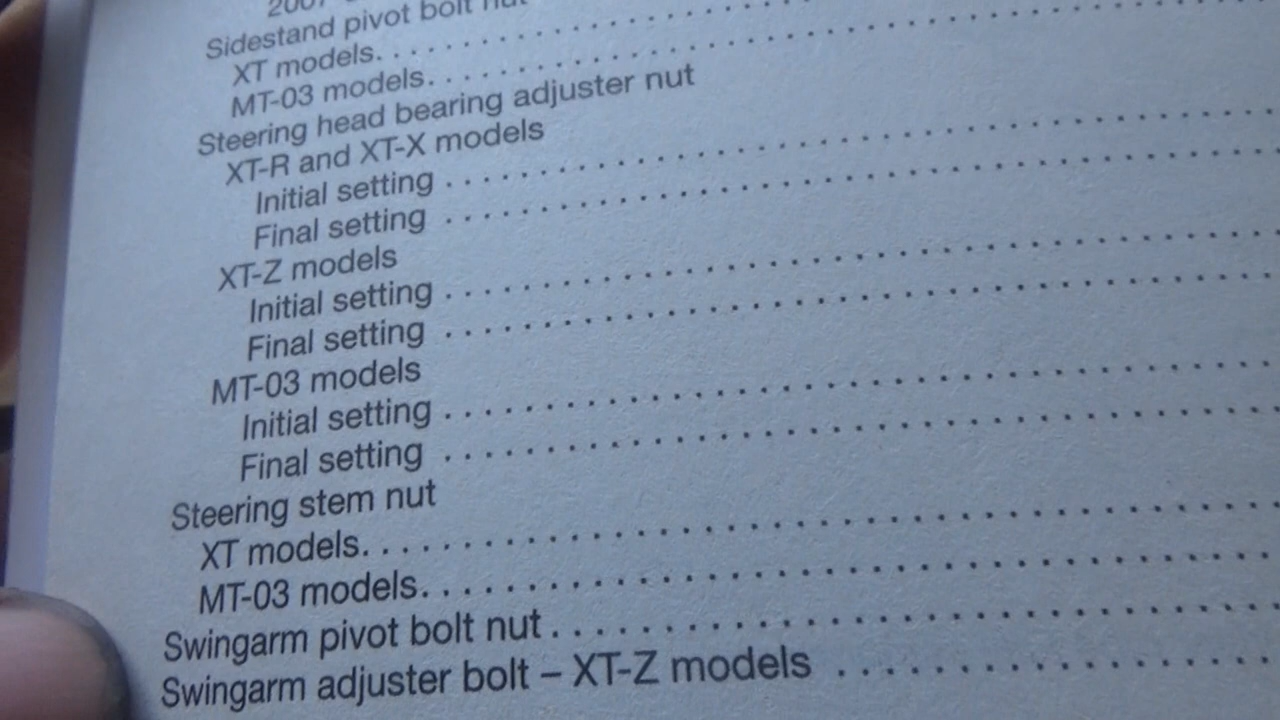 Sidestand pivot bolt nut
XT models. . . . . . . . . . . . . . . . . . . .
MT-03 models. . . . . . . . . . . . . . . . . . . .
Steering head bearing adjuster nut
XT-R and XT-X models
Initial setting . . . . . . . . . . . . . . . . . . . .
Final setting . . . . . . . . . . . . . . . . . . . .
XT-Z models
Initial setting . . . . . . . . . . . . . . . . . . . .
Final setting . . . . . . . . . . . . . . . . . . . .
MT-03 models
Initial setting . . . . . . . . . . . . . . . . . . . .
Final setting . . . . . . . . . . . . . . . . . . . .
Steering stem nut
XT models. . . . . . . . . . . . . . . . . . . .
MT-03 models. . . . . . . . . . . . . . . . . . . .
Swingarm pivot bolt nut . . . . . . . . . . . . . . . . . . . .
Swingarm adjuster bolt – XT-Z models . . . . . . . . . . . . . .